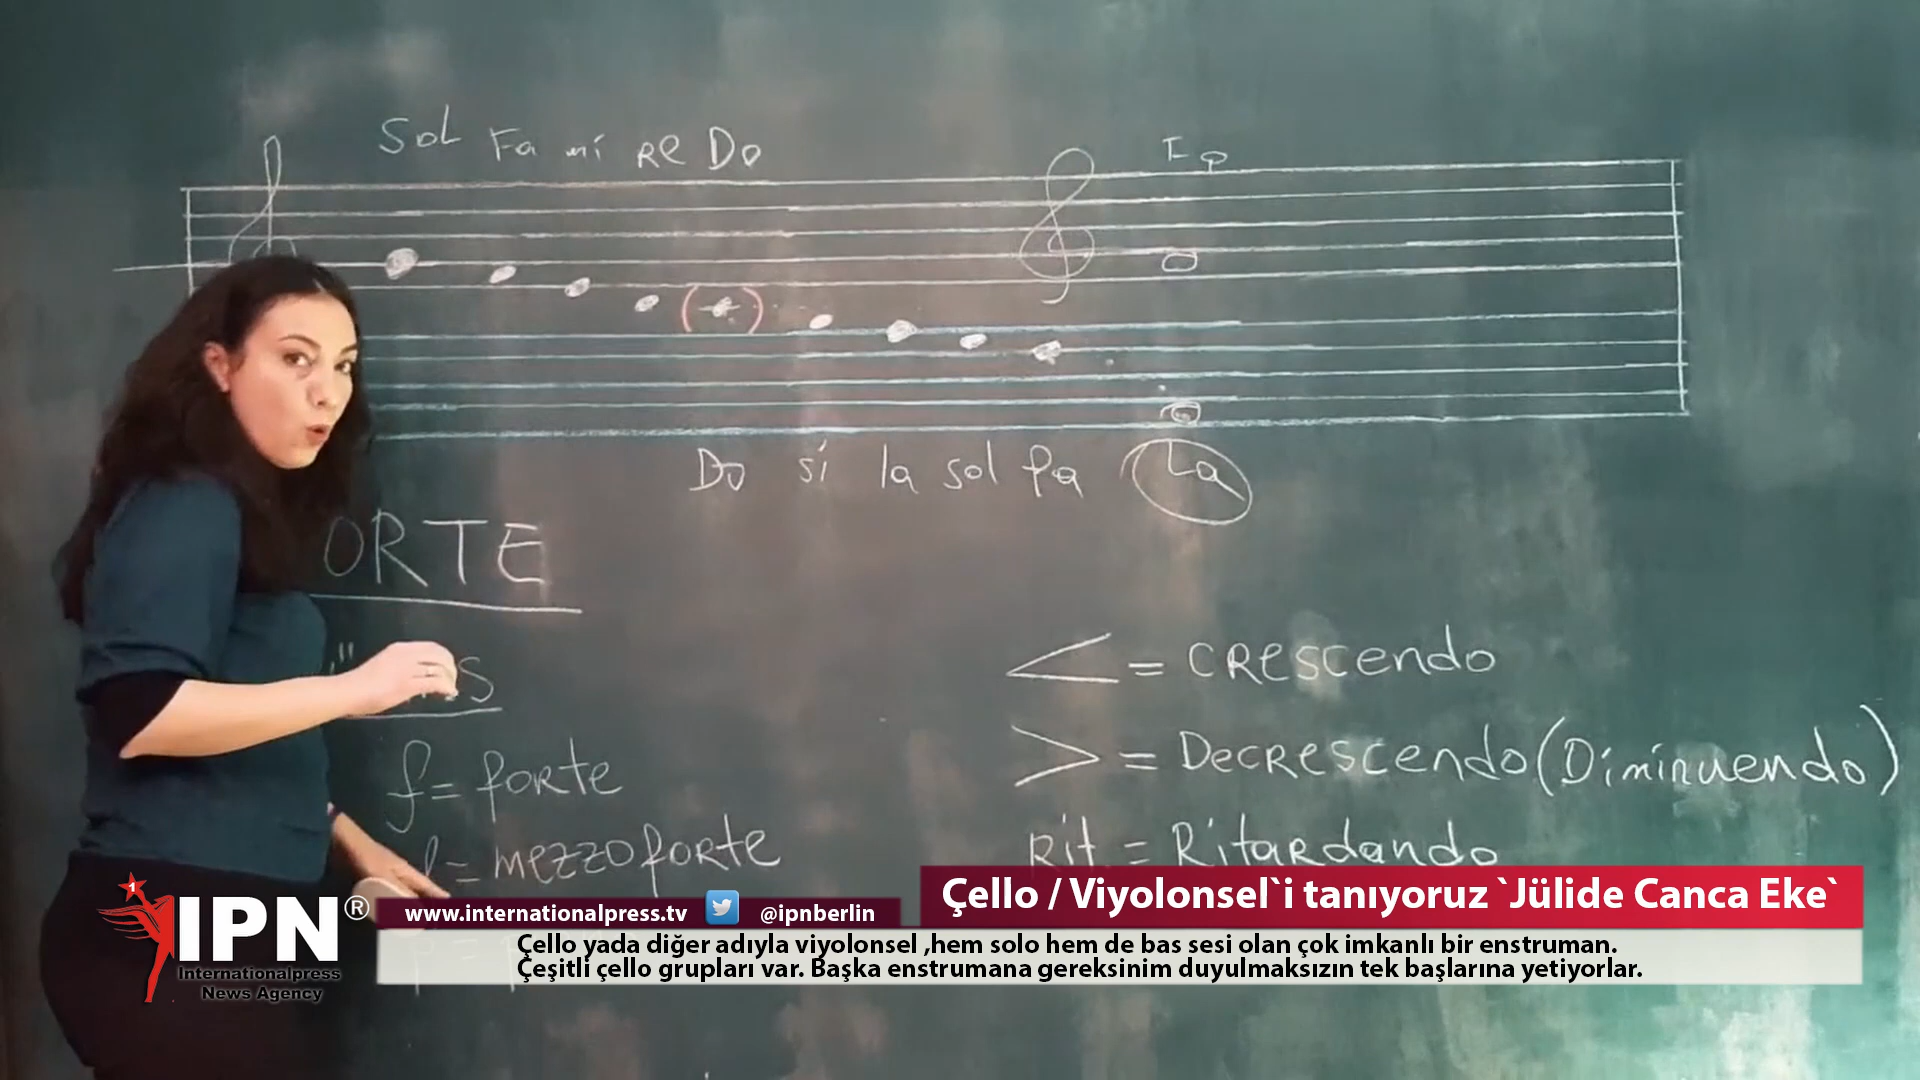 Sol Fa mi Re Do
Do si la sol fa La
ORTE
f = forte
= mezzoforte
< = CRescendo
> = DecRescendo (Diminuendo)
Rit = Ritardando
1
IPN®
Internationalpress
News Agency
www.internationalpress.tv @ipnberlin
Çello / Viyolonsel`i tanıyoruz `Jülide Canca Eke`
Çello yada diğer adıyla viyolonsel ,hem solo hem de bas sesi olan çok imkanlı bir enstruman.
Çeşitli çello grupları var. Başka enstrumana gereksinim duyulmaksızın tek başlarına yetiyorlar.